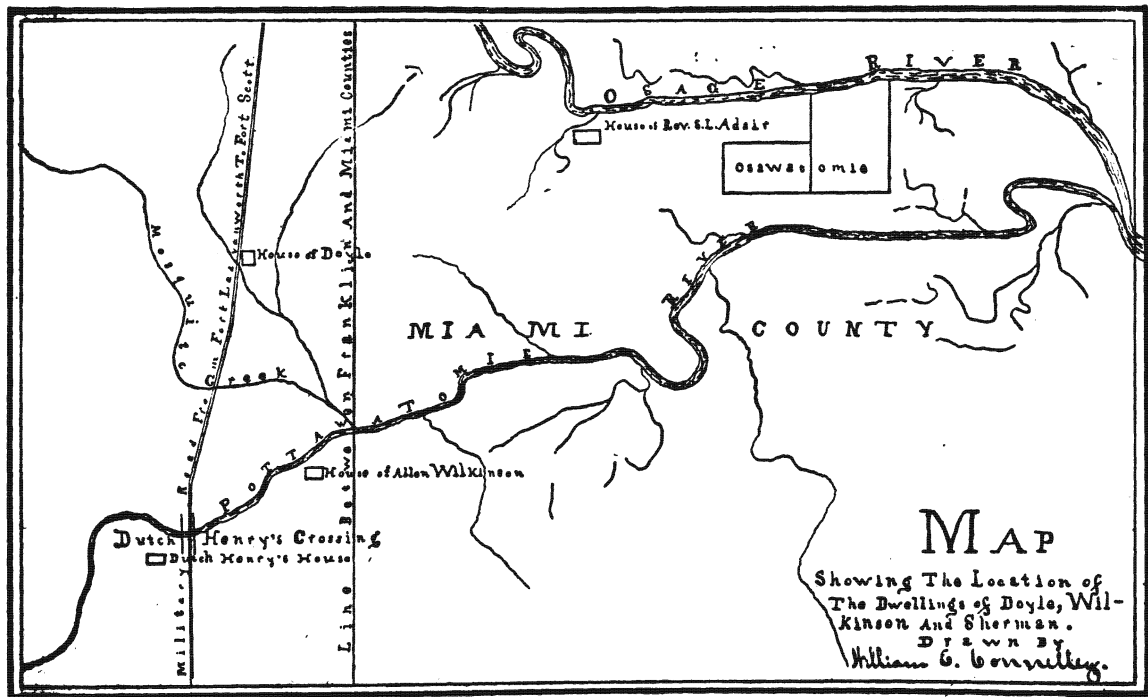 OSAGE RIVER
House of Rev. S.L. Adair
Osawatomie
Military Road From Fort Leavenworth To Fort Scott
Line Between Franklin And Miami Counties
Mosquito Creek
House of Doyle
MIAMI COUNTY
POTTAWATOMIE RIVER
House of Allen Wilkinson
Dutch Henry's Crossing
Dutch Henry's House
MAP
Showing The Location of
The Dwellings of Doyle, Wil-
kinson And Sherman.
Drawn By
William E. Connelley.